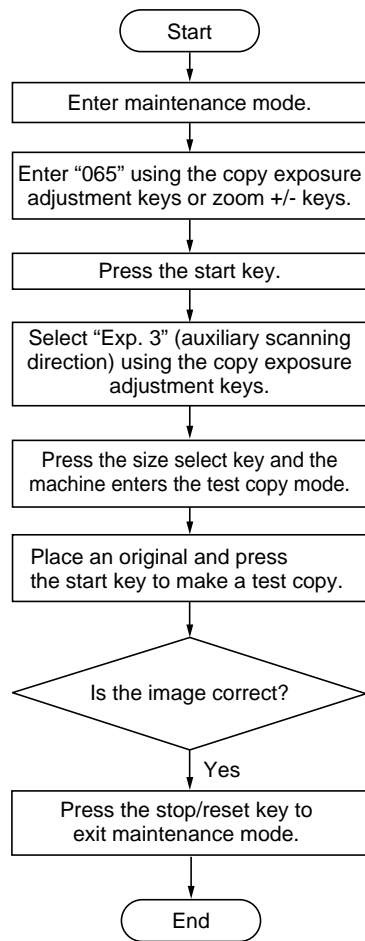 Start
Enter maintenance mode.
Enter “065” using the copy exposure
adjustment keys or zoom +/- keys.
Press the start key.
Select “Exp. 3” (auxiliary scanning
direction) using the copy exposure
adjustment keys.
Press the size select key and the
machine enters the test copy mode.
Place an original and press
the start key to make a test copy.
Is the image correct?
Yes
Press the stop/reset key to
exit maintenance mode.
End